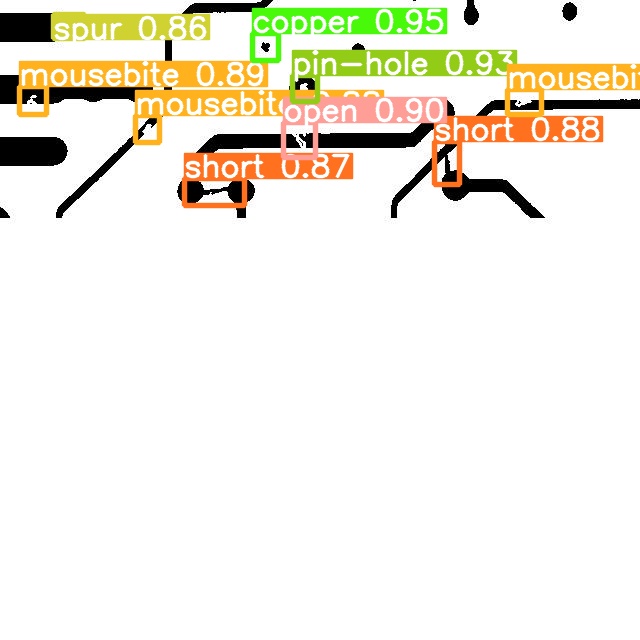 copper 0.95
spur 0.86
pin-hole 0.93
mousebite 0.89
mousebit
mousebite
open 0.90
short 0.88
short 0.87